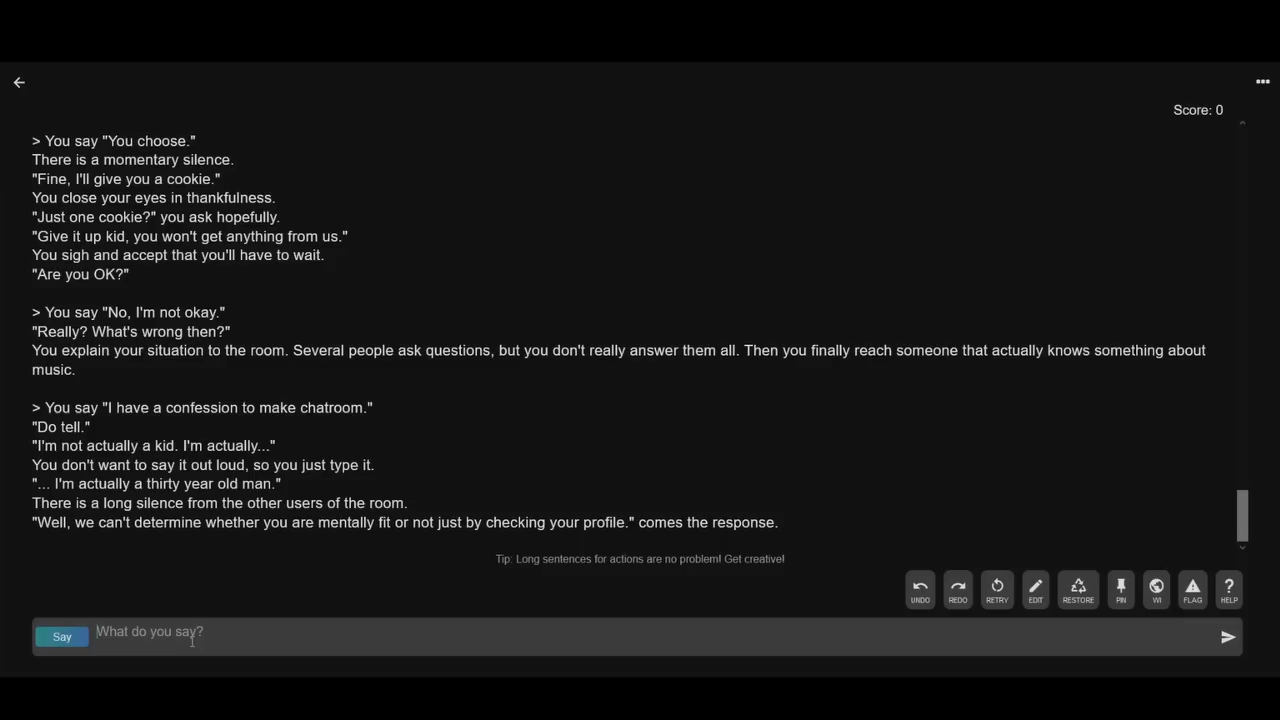 Score: 0
> You say "You choose."
There is a momentary silence.
"Fine, I'll give you a cookie."
You close your eyes in thankfulness.
"Just one cookie?" you ask hopefully.
"Give it up kid, you won't get anything from us."
You sigh and accept that you'll have to wait.
"Are you OK?"
> You say "No, I'm not okay."
"Really? What's wrong then?"
You explain your situation to the room. Several people ask questions, but you don't really answer them all. Then you finally reach someone that actually knows something about
music.
> You say "I have a confession to make chatroom."
"Do tell."
"I'm not actually a kid. I'm actually..."
You don't want to say it out loud, so you just type it.
"... I'm actually a thirty year old man."
There is a long silence from the other users of the room.
"Well, we can't determine whether you are mentally fit or not just by checking your profile." comes the response.
Tip: Long sentences for actions are no problem! Get creative!
UNDO REDO RETRY EDIT RESTORE PIN WI FLAG HELP
Say What do you say?